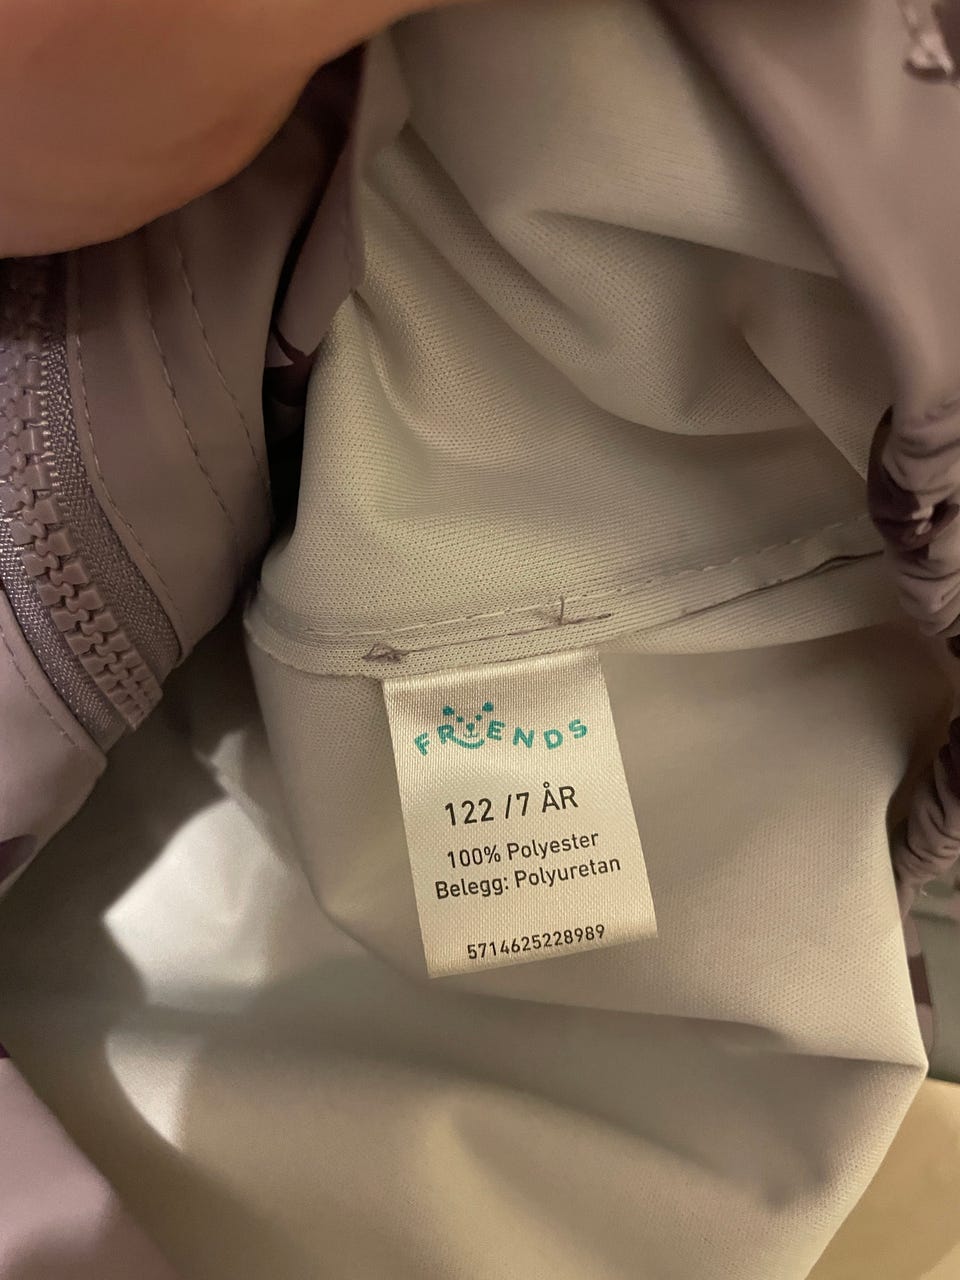 FRIENDS
122 /7 ÅR
100% Polyester
Belegg: Polyuretan
5714625228989